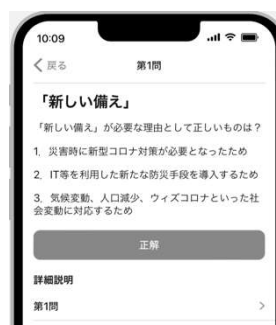 10:09
戻る 第1問
「新しい備え」
「新しい備え」が必要な理由として正しいものは？
1, 災害時に新型コロナ対策が必要となったため
2, IT等を利用した新たな防災手段を導入するため
3, 気候変動、人口減少、ウィズコロナといった社
会変動に対応するため
正解
詳細説明
第1問